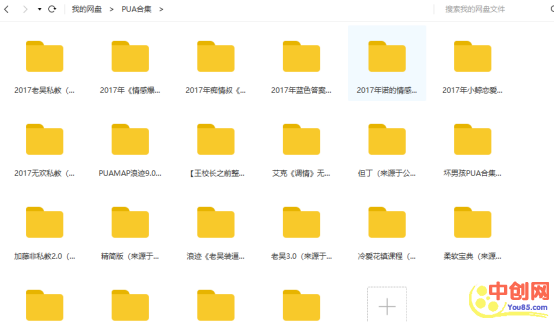 我的网盘 > PUA合集 >
搜索我的网盘文件
2017老吴私教（...
2017年《情感爆...
2017年痴情叔《...
2017年蓝色答案...
2017年诺的情感...
2017年小鲸恋爱...
2017无欢私教（...
PUAMAP浪迹9.0...
【王校长之前整...
艾克《调情》无...
但丁（来源于公...
坏男孩PUA合集...
加藤非私教2.0（...
精简版（来源于...
浪迹《老吴装逼...
老吴3.0（来源于...
冷爱花镇课程（...
柔软宝典（来源...
中创网
You85.com